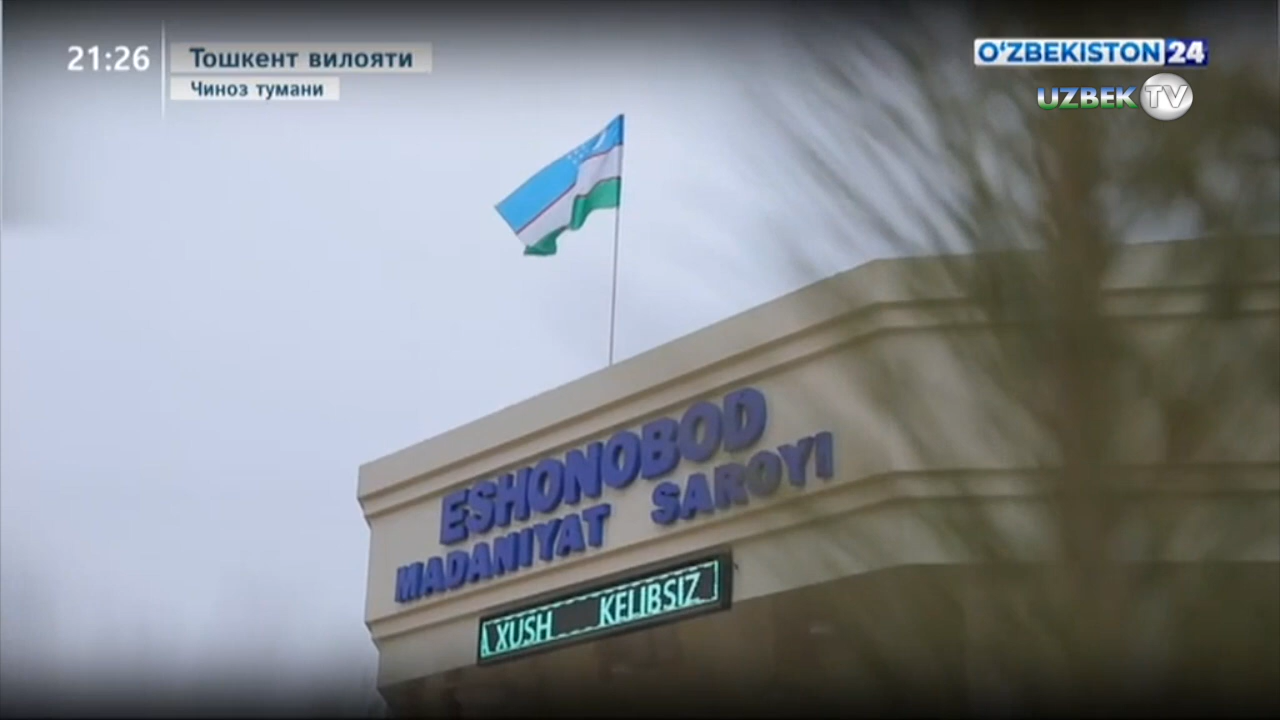 21:26
Тошкент вилояти
Чиноз тумани
O‘ZBEKISTON 24
UZBEK TV
ESHONOBOD
MADANIYAT SAROYI
A XUSH KELIBSIZ